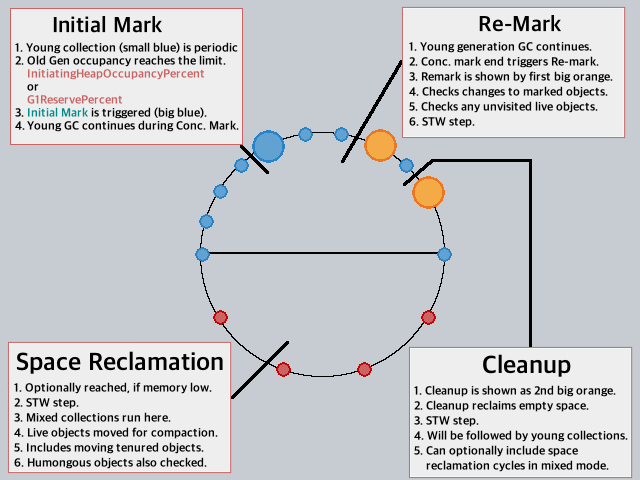 Initial Mark
1. Young collection (small blue) is periodic
2. Old Gen occupancy reaches the limit.
InitiatingHeapOccupancyPercent
or
G1ReservePercent
3. Initial Mark is triggered (big blue).
4. Young GC continues during Conc. Mark.
Re-Mark
1. Young generation GC continues.
2. Conc. mark end triggers Re-mark.
3. Remark is shown by first big orange.
4. Checks changes to marked objects.
5. Checks any unvisited live objects.
6. STW step.
Space Reclamation
1. Optionally reached, if memory low.
2. STW step.
3. Mixed collections run here.
4. Live objects moved for compaction.
5. Includes moving tenured objects.
6. Humongous objects also checked.
Cleanup
1. Cleanup is shown as 2nd big orange.
2. Cleanup reclaims empty space.
3. STW step.
4. Will be followed by young collections.
5. Can optionally include space
reclamation cycles in mixed mode.